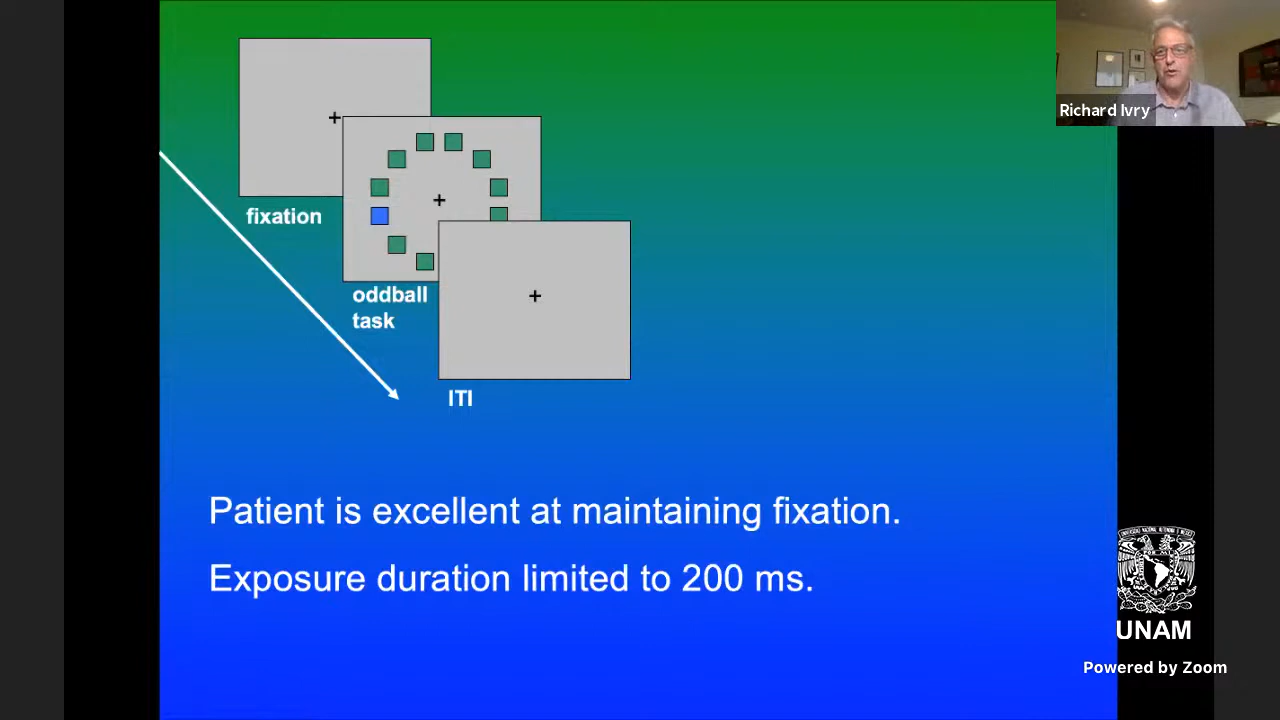 Richard Ivry
fixation
oddball
task
ITI
Patient is excellent at maintaining fixation.
Exposure duration limited to 200 ms.
UNAM
Powered by Zoom